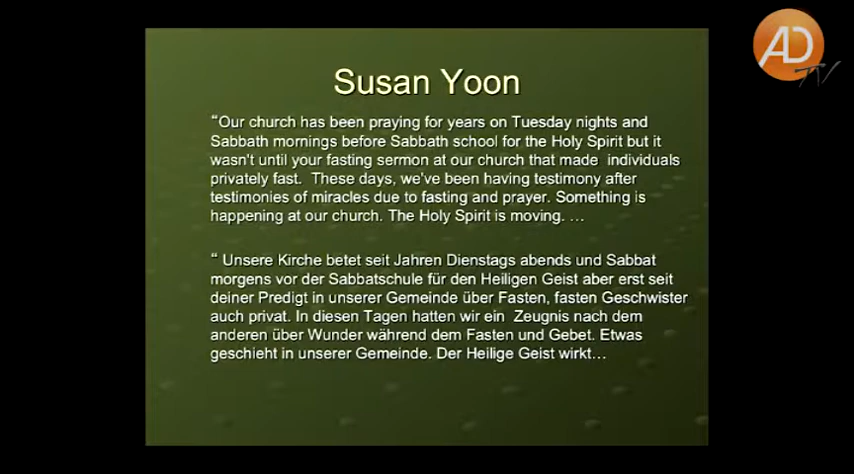 AD
TV
Susan Yoon
“Our church has been praying for years on Tuesday nights and
Sabbath mornings before Sabbath school for the Holy Spirit but it
wasn't until your fasting sermon at our church that made individuals
privately fast. These days, we've been having testimony after
testimonies of miracles due to fasting and prayer. Something is
happening at our church. The Holy Spirit is moving. …
“ Unsere Kirche betet seit Jahren Dienstags abends und Sabbat
morgens vor der Sabbatschule für den Heiligen Geist aber erst seit
deiner Predigt in unserer Gemeinde über Fasten, fasten Geschwister
auch privat. In diesen Tagen hatten wir ein Zeugnis nach dem
anderen über Wunder während dem Fasten und Gebet. Etwas
geschieht in unserer Gemeinde. Der Heilige Geist wirkt…